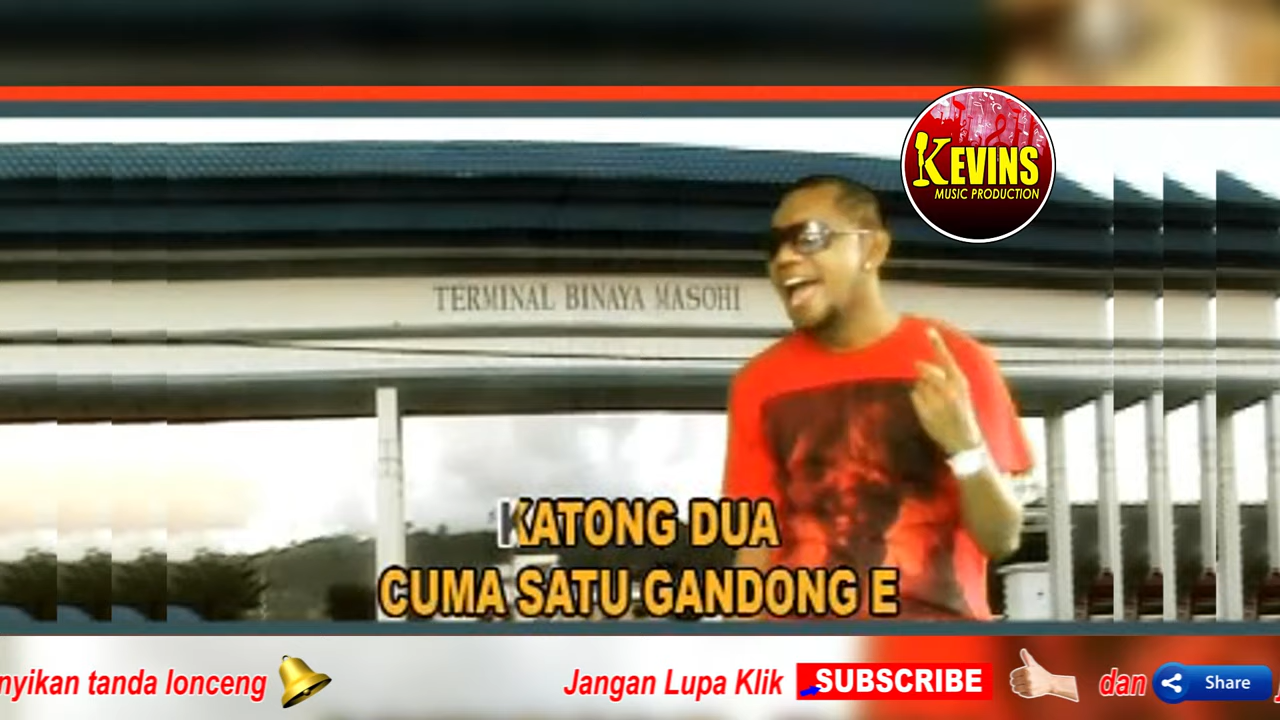 KEVINS
MUSIC PRODUCTION
TERMINAL BINAYA MASOHI
KATONG DUA
CUMA SATU GANDONG E
nyikan tanda lonceng
Jangan Lupa Klik SUBSCRIBE dan Share